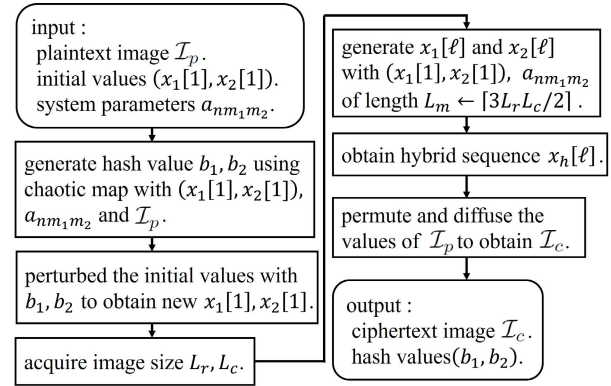 input :
plaintext image ℐ_p.
initial values (x_1[1], x_2[1]).
system parameters a_{nm_1m_2}.
generate hash value b_1, b_2 using
chaotic map with (x_1[1], x_2[1]),
a_{nm_1m_2} and ℐ_p.
perturbed the initial values with
b_1, b_2 to obtain new x_1[1], x_2[1].
acquire image size L_r, L_c.
generate x_1[ℓ] and x_2[ℓ]
with (x_1[1], x_2[1]), a_{nm_1m_2}
of length L_m ← ⌈3L_rL_c/2⌉ .
obtain hybrid sequence x_h[ℓ].
permute and diffuse the
values of ℐ_p to obtain ℐ_c.
output :
ciphertext image ℐ_c.
hash values(b_1, b_2).